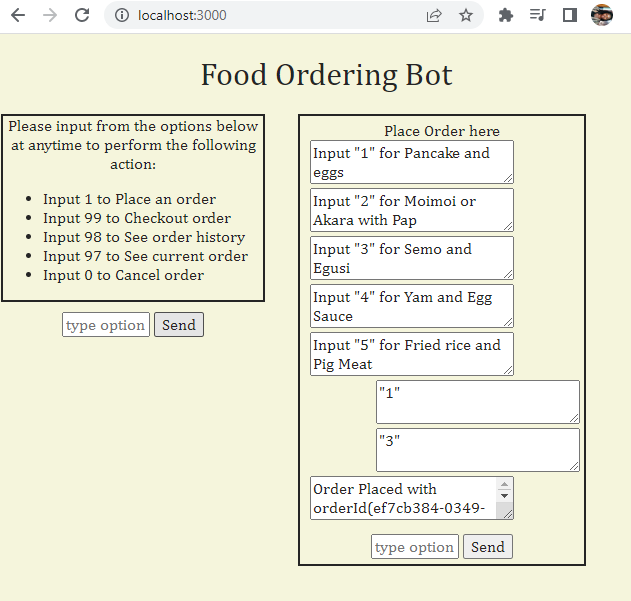 localhost:3000
Food Ordering Bot
Please input from the options below
at anytime to perform the following
action:
Input 1 to Place an order
Input 99 to Checkout order
Input 98 to See order history
Input 97 to See current order
Input 0 to Cancel order
type option
Send
Place Order here
Input "1" for Pancake and
eggs
Input "2" for Moimoi or
Akara with Pap
Input "3" for Semo and
Egusi
Input "4" for Yam and Egg
Sauce
Input "5" for Fried rice and
Pig Meat
"1"
"3"
Order Placed with
orderId(ef7cb384-0349-
type option
Send